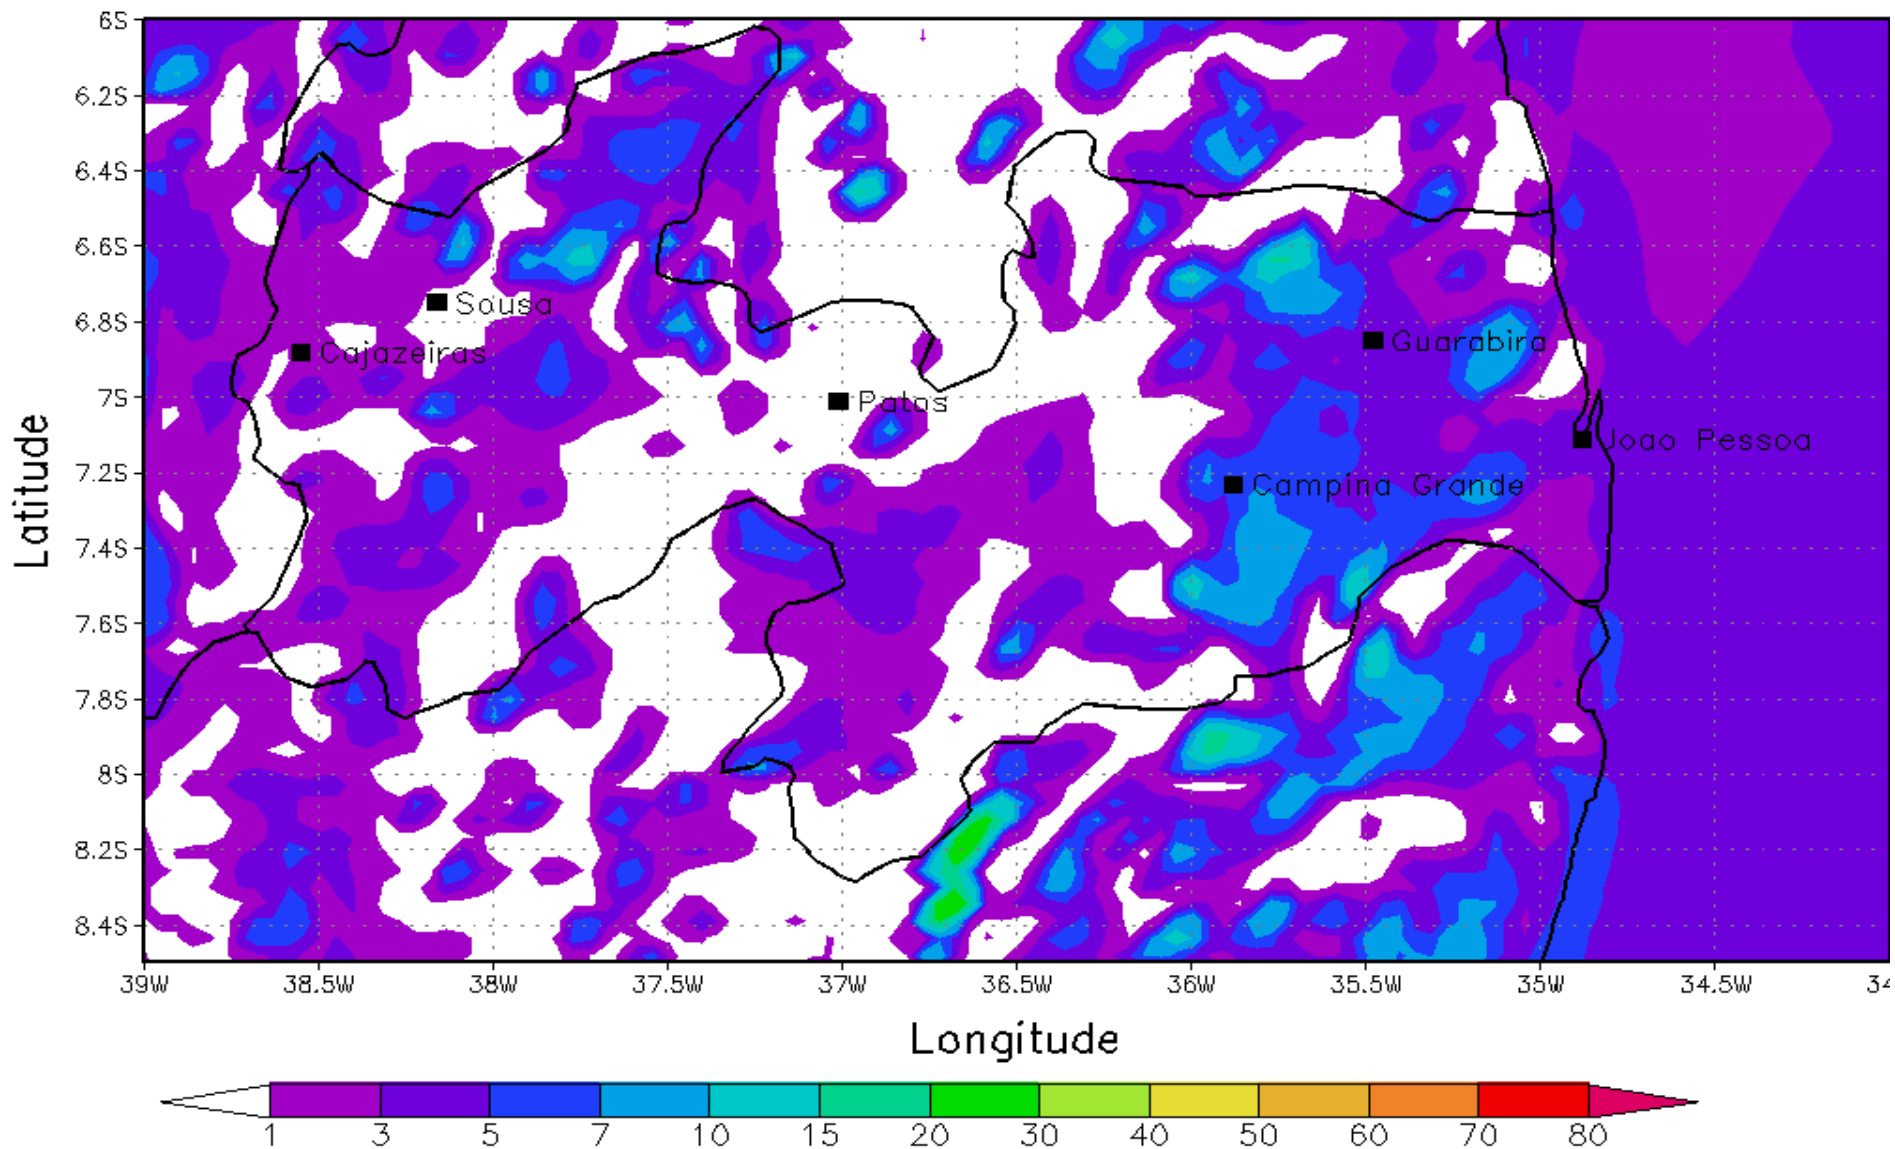 6S
6.2S
6.4S
6.6S
6.8S
7S
7.2S
7.4S
7.6S
7.8S
8S
8.2S
8.4S
Latitude
Sousa
Cajazeiras
Guarabira
Patos
Joao Pessoa
Campina Grande
39W 38.5W 38W 37.5W 37W 36.5W 36W 35.5W 35W 34.5W 34
Longitude
1 3 5 7 10 15 20 30 40 50 60 70 80